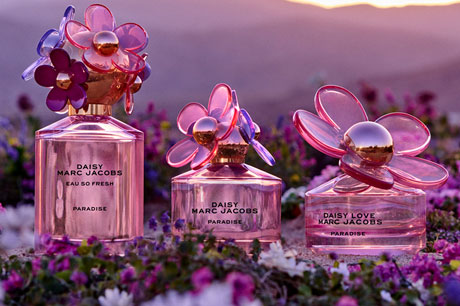 DAISY
MARC JACOBS
EAU SO FRESH
PARADISE
DAISY
MARC JACOBS
PARADISE
DAISY LOVE
MARC JACOBS
PARADISE